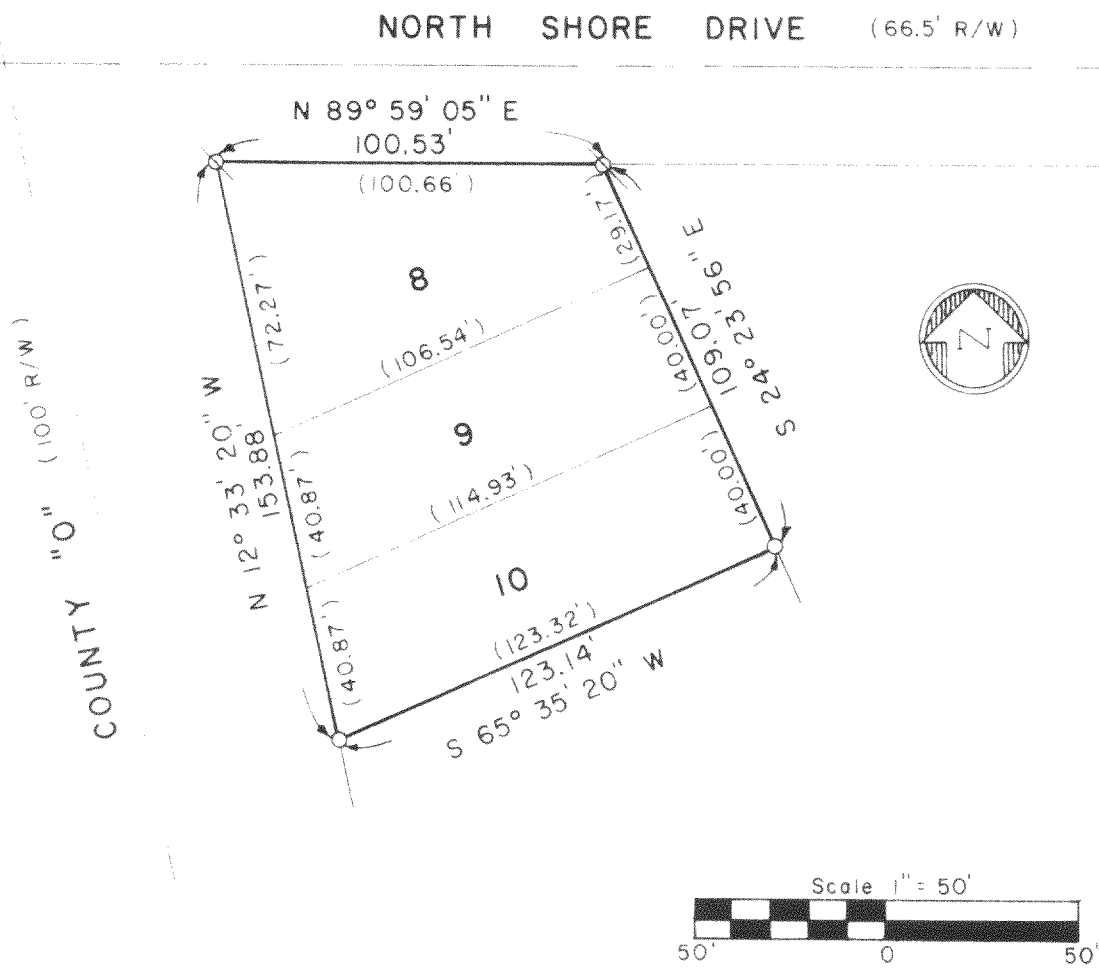 NORTH SHORE DRIVE (66.5' R/W)
N 89° 59' 05" E
100.53'
(100.66')
(29.17')
S 24° 23' 56" E
109.07'
8
(72.27')
(106.54')
(40.00')
N
COUNTY "O" (100' R/W)
N 12° 33' 20" W
153.88'
9
(40.87')
(114.93')
(40.00')
10
(40.87')
(123.32')
123.14'
S 65° 35' 20" W
Scale 1" = 50'
50' 0 50'